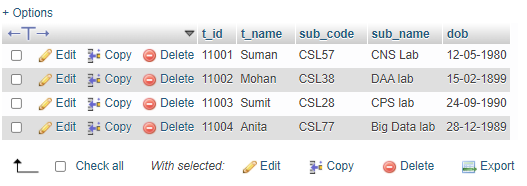 + Options
←T→ t_id t_name sub_code sub_name dob
Edit Copy Delete 11001 Suman CSL57 CNS Lab 12-05-1980
Edit Copy Delete 11002 Mohan CSL38 DAA lab 15-02-1899
Edit Copy Delete 11003 Sumit CSL28 CPS lab 24-09-1990
Edit Copy Delete 11004 Anita CSL77 Big Data lab 28-12-1989
Check all With selected: Edit Copy Delete Export